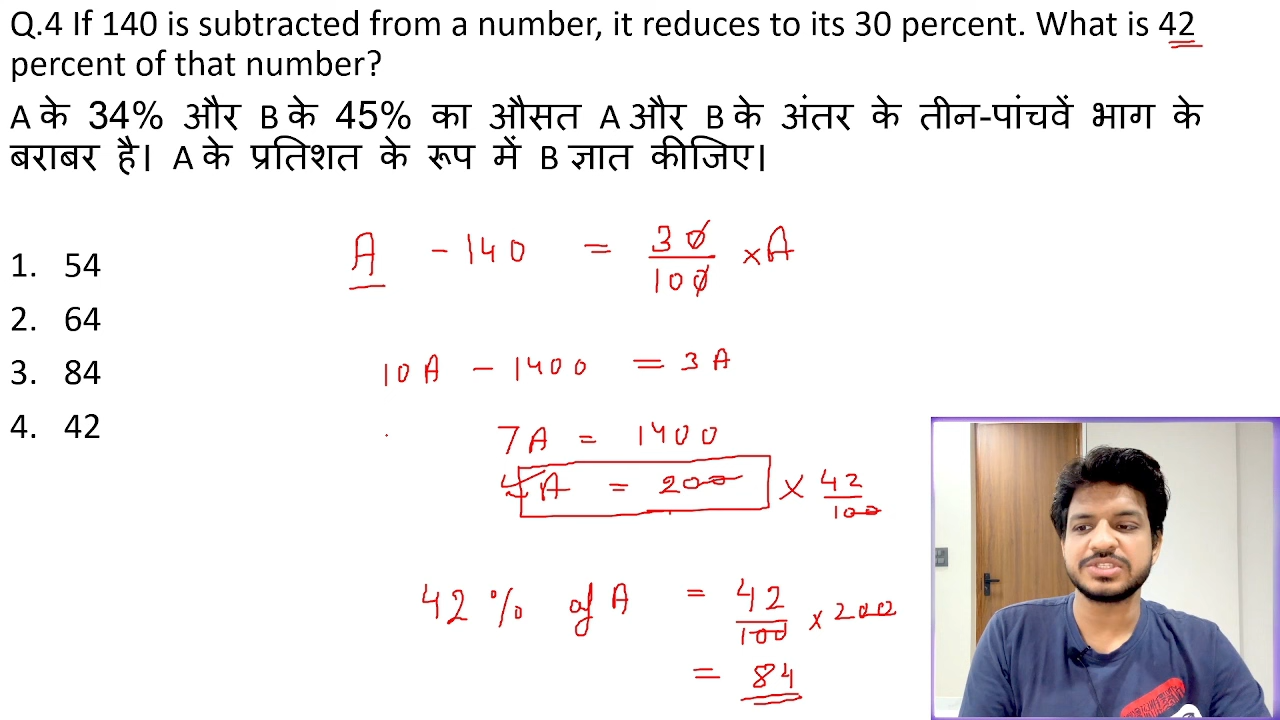 Q.4 If 140 is subtracted from a number, it reduces to its 30 percent. What is 42
percent of that number?
A के 34% और B के 45% का औसत A और B के अंतर के तीन-पांचवें भाग के
बराबर है। A के प्रतिशत के रूप में B ज्ञात कीजिए।
1. 54
2. 64
3. 84
4. 42
A - 140 = 30/100 × A
10A - 1400 = 3A
7A = 1400
A = 200 × 42/100
42% of A = 42/100 × 200
= 84